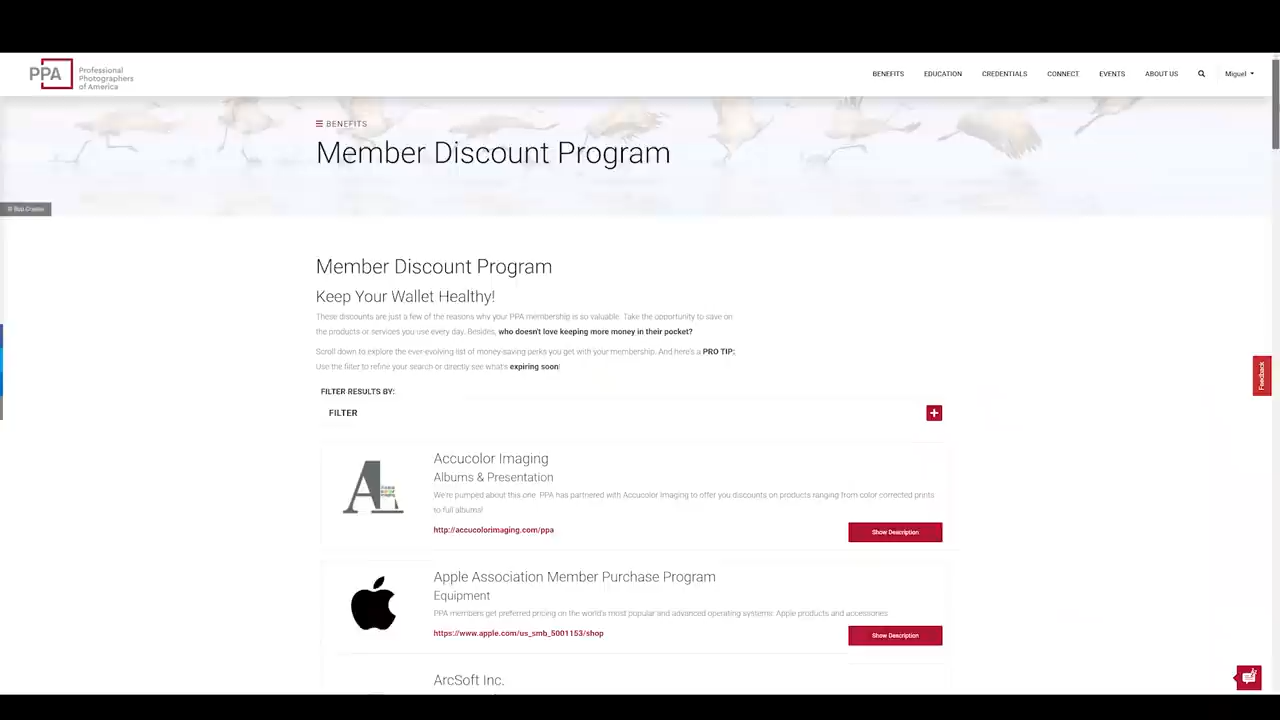 PPA Professional
Photographers
of America
BENEFITS EDUCATION CREDENTIALS CONNECT EVENTS ABOUT US Miguel
BENEFITS
Member Discount Program
Member Discount Program
Keep Your Wallet Healthy!
These discounts are just a few of the reasons why your PPA membership is so valuable. Take the opportunity to save on
the products or services you use every day. Besides, who doesn't love keeping more money in their pocket?
Scroll down to explore the ever-evolving list of money-saving perks you get with your membership. And here's a PRO TIP:
Use the filter to refine your search or directly see what's expiring soon!
Feedback
FILTER RESULTS BY:
FILTER
Accucolor Imaging
Albums & Presentation
We're pumped about this one. PPA has partnered with Accucolor Imaging to offer you discounts on products ranging from color corrected prints
to full albums!
http://accucolorimaging.com/ppa
Show Description
Apple Association Member Purchase Program
Equipment
PPA members get preferred pricing on the world's most popular and advanced operating systems: Apple products and accessories
https://www.apple.com/us_smb_5001153/shop
Show Description
ArcSoft Inc.